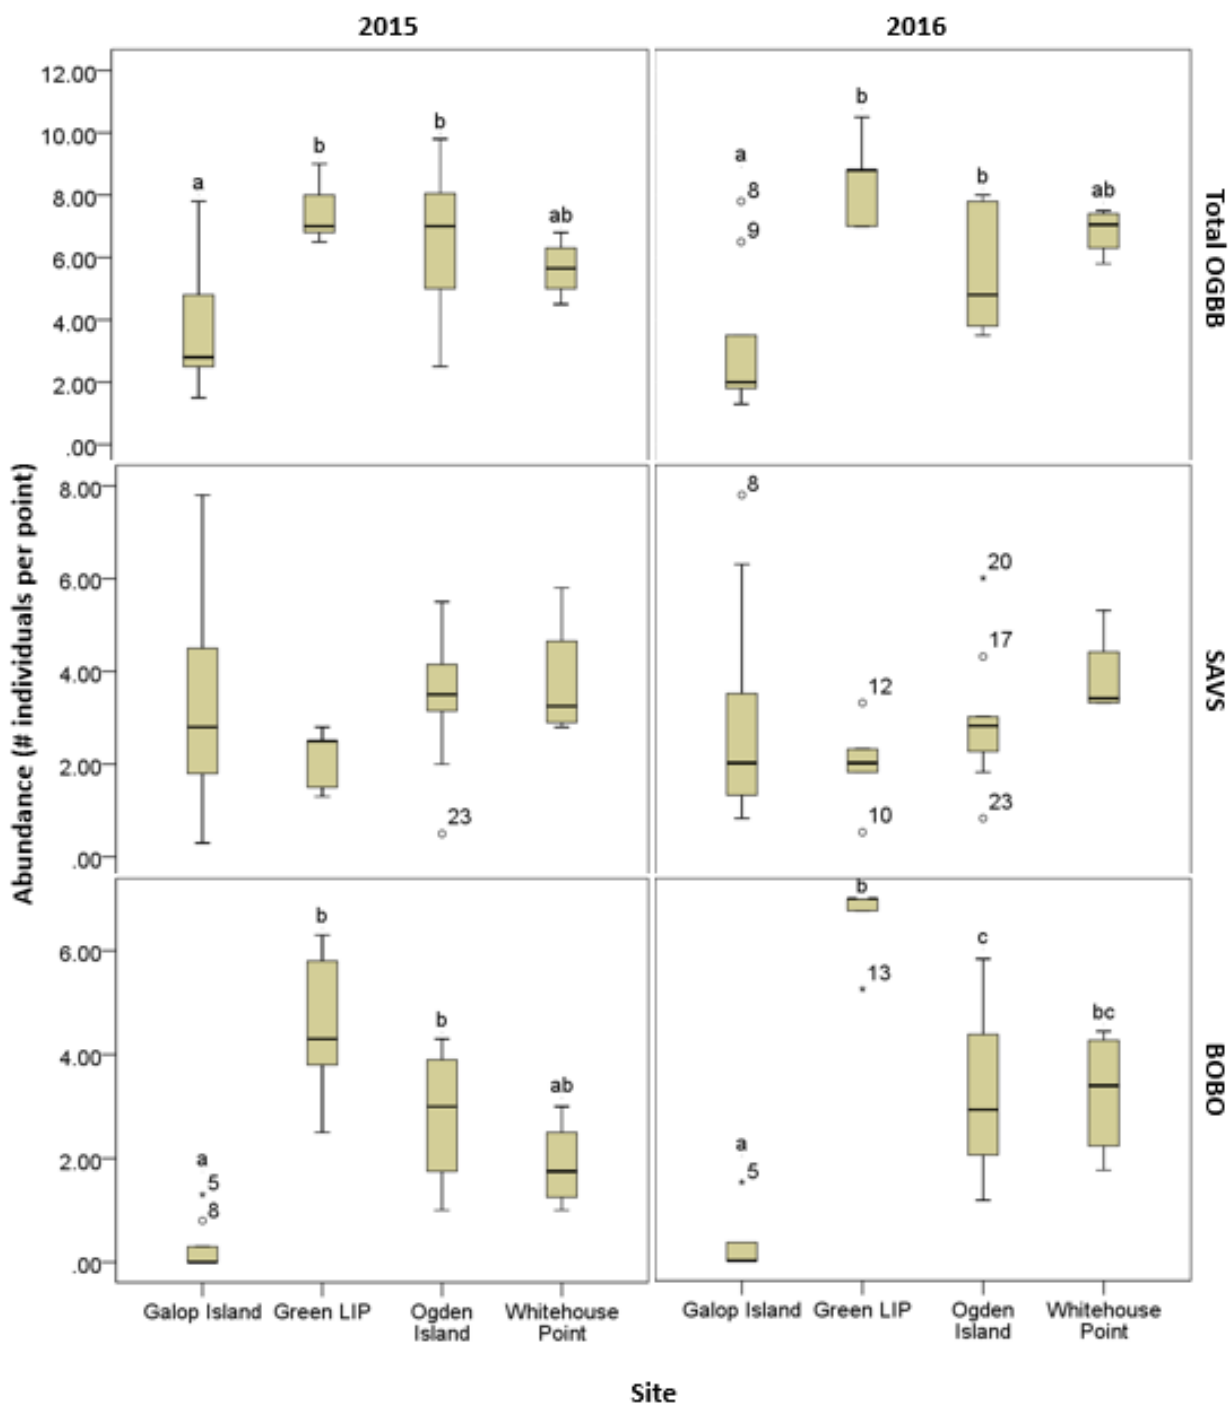 2015
2016
12.00
10.00
8.00
6.00
4.00
2.00
.00
a
b
b
ab
a
8
9
b
b
ab
Total OGBB
Abundance (# individuals per point)
8.00
6.00
4.00
2.00
.00
23
8
12
10
20
17
23
SAVS
6.00
4.00
2.00
.00
a
5
8
b
b
ab
a
5
b
13
c
bc
BOBO
Galop Island Green LIP Ogden Whitehouse
Island Point
Galop Island Green LIP Ogden Whitehouse
Island Point
Site